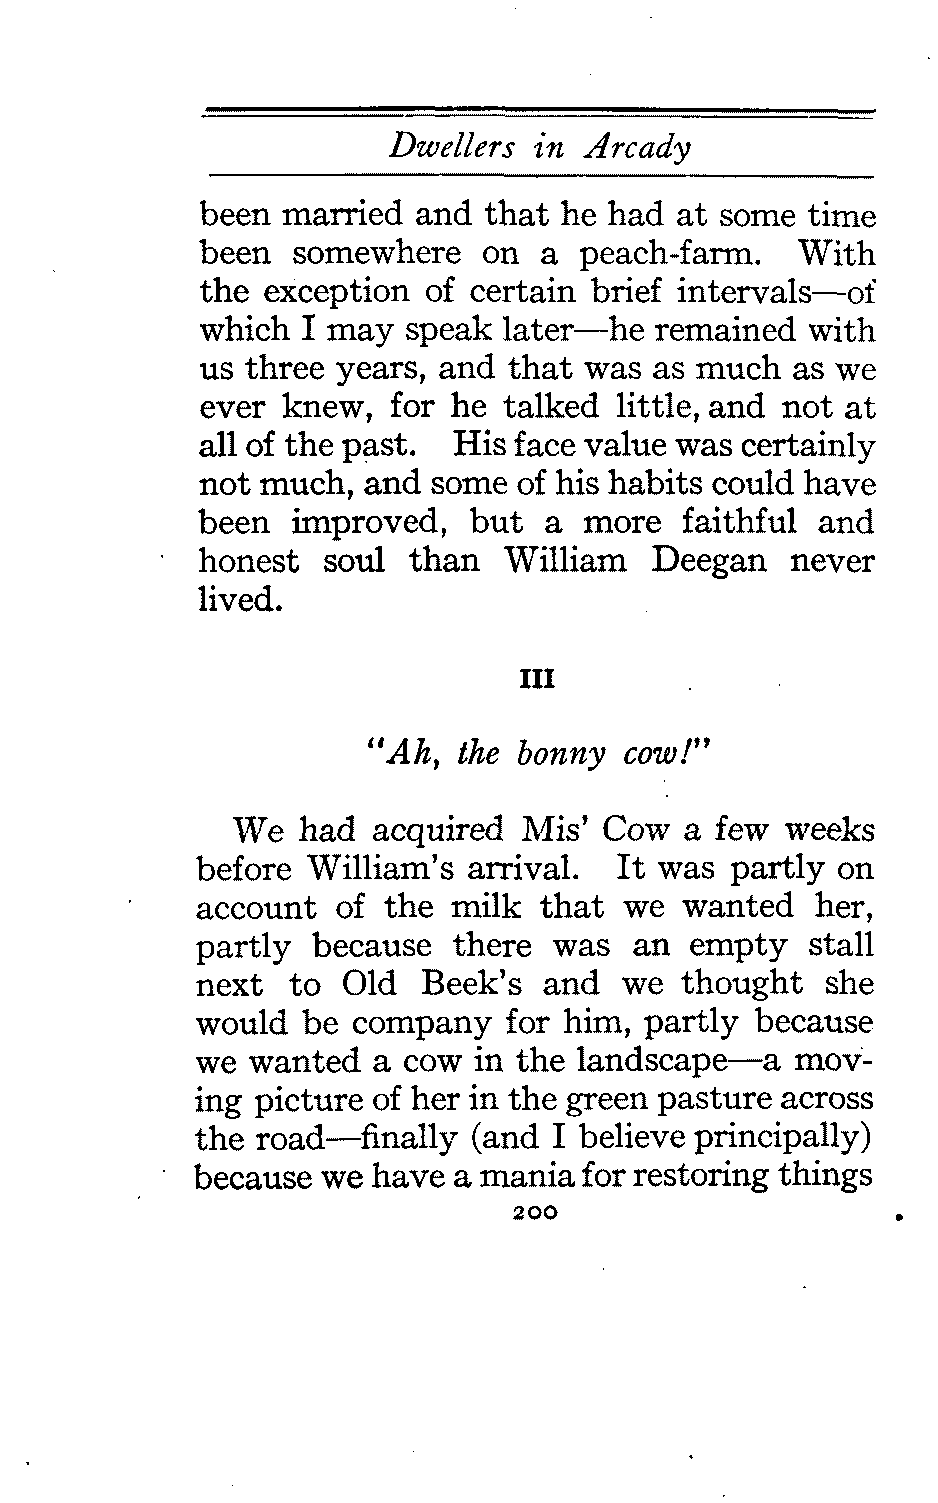 Dwellers in Arcady
been married and that he had at some time
been somewhere on a peach-farm. With
the exception of certain brief intervals—of
which I may speak later—he remained with
us three years, and that was as much as we
ever knew, for he talked little, and not at
all of the past. His face value was certainly
not much, and some of his habits could have
been improved, but a more faithful and
honest soul than William Deegan never
lived.
III
"Ah, the bonny cow!"
We had acquired Mis' Cow a few weeks
before William's arrival. It was partly on
account of the milk that we wanted her,
partly because there was an empty stall
next to Old Beek's and we thought she
would be company for him, partly because
we wanted a cow in the landscape—a mov-
ing picture of her in the green pasture across
the road—finally (and I believe principally)
because we have a mania for restoring things
200